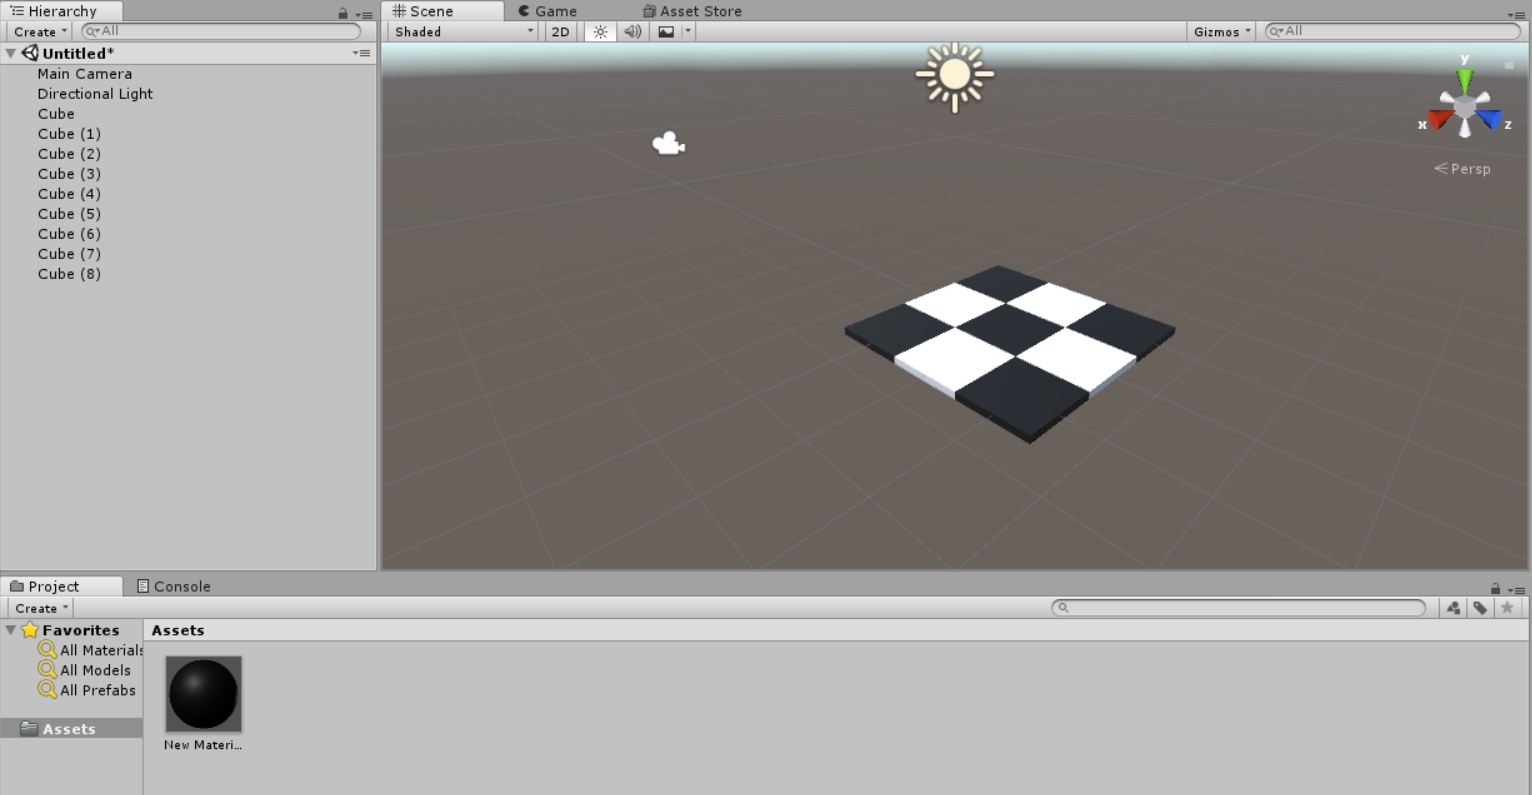 Hierarchy
Create All
Untitled*
Main Camera
Directional Light
Cube
Cube (1)
Cube (2)
Cube (3)
Cube (4)
Cube (5)
Cube (6)
Cube (7)
Cube (8)
Scene Game Asset Store
Shaded 2D Gizmos All
y
x z
Persp
Project Console
Create
Favorites
All Materials
All Models
All Prefabs
Assets
Assets
New Materi...